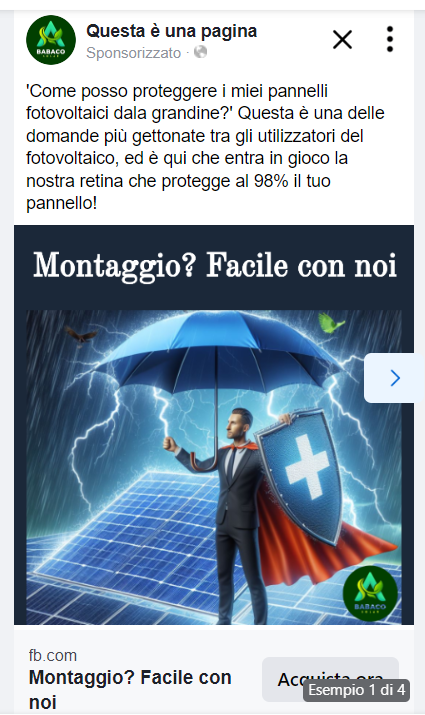 BABACO
SOLAR
Questa è una pagina
Sponsorizzato ·
'Come posso proteggere i miei pannelli
fotovoltaici dala grandine?' Questa è una delle
domande più gettonate tra gli utilizzatori del
fotovoltaico, ed è qui che entra in gioco la
nostra retina che protegge al 98% il tuo
pannello!
Montaggio? Facile con noi
BABACO
SOLAR
fb.com
Montaggio? Facile con
noi
Acquista ora
Esempio 1 di 4